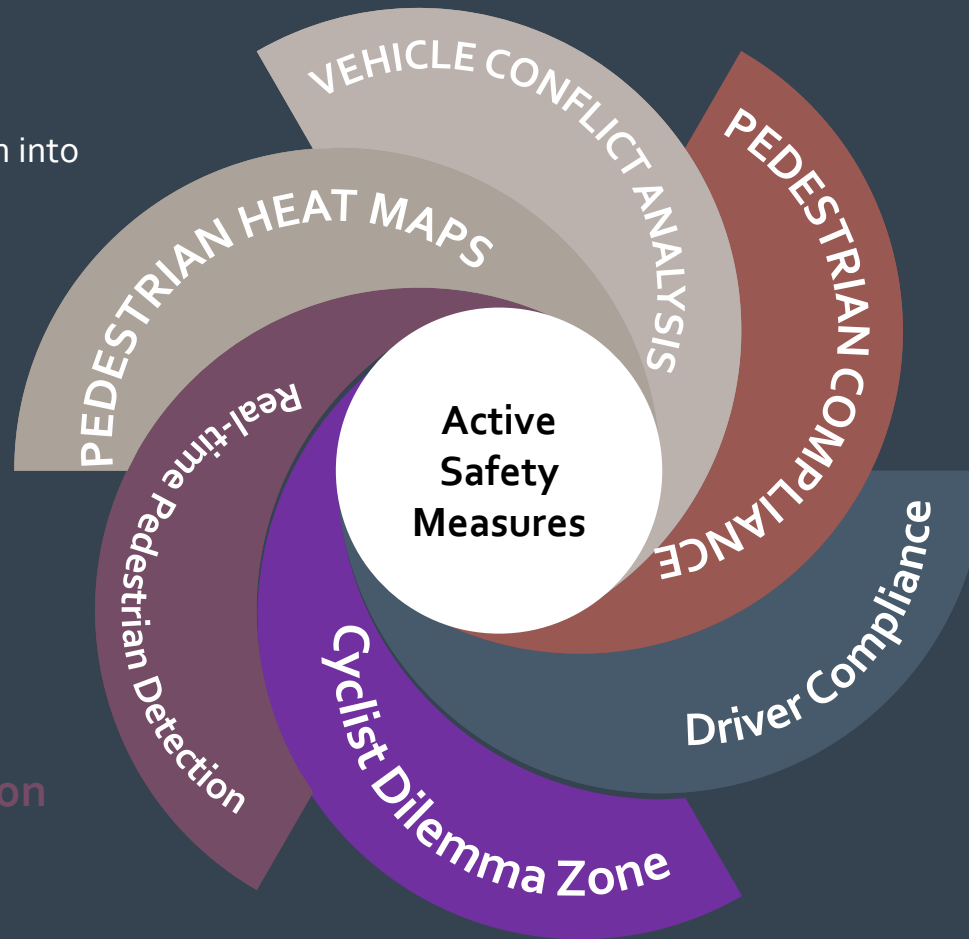 n into
VEHICLE CONFLICT ANALYSIS
PEDESTRIAN COMPLIANCE
PEDESTRIAN HEAT MAPS
Active
Safety
Measures
Real-time Pedestrian Detection
Driver Compliance
Cyclist Dilemma Zone
on